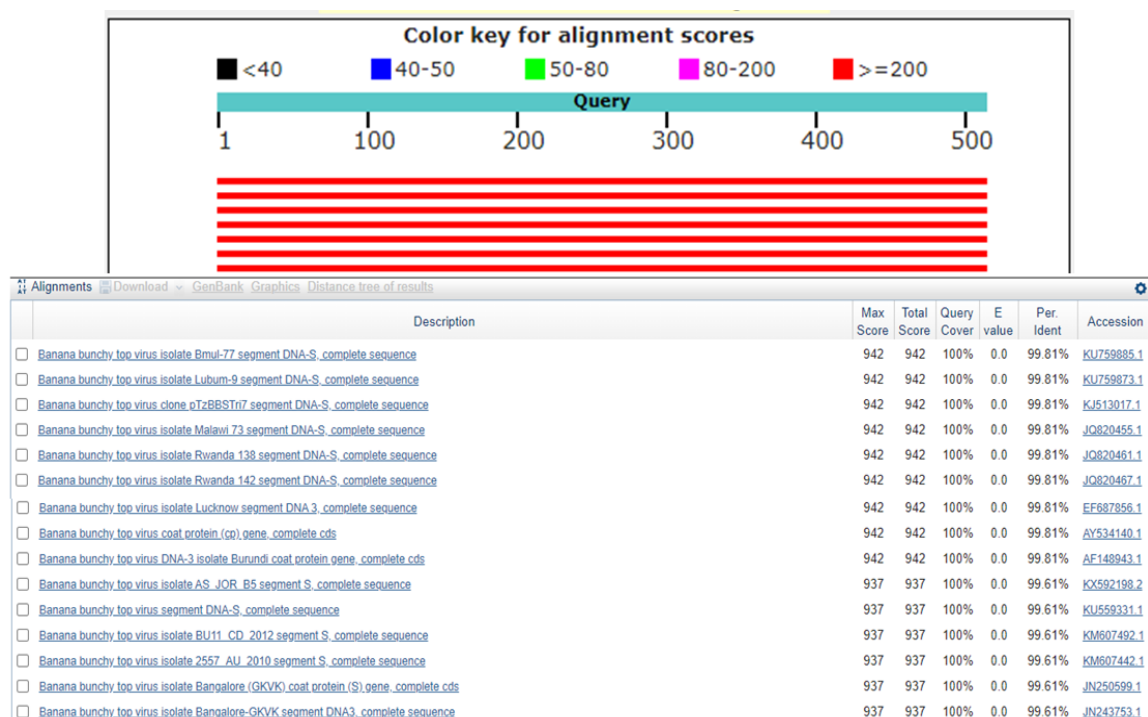 Color key for alignment scores
<40 40-50 50-80 80-200 >=200
Query
1 100 200 300 400 500
Alignments Download GenBank Graphics Distance tree of results
Description Max Score Total Score Query Cover E value Per. Ident Accession
Banana bunchy top virus isolate Bmul-77 segment DNA-S, complete sequence 942 942 100% 0.0 99.81% KU759885.1
Banana bunchy top virus isolate Lubum-9 segment DNA-S, complete sequence 942 942 100% 0.0 99.81% KU759873.1
Banana bunchy top virus clone pTzBBSTri7 segment DNA-S, complete sequence 942 942 100% 0.0 99.81% KJ513017.1
Banana bunchy top virus isolate Malawi 73 segment DNA-S, complete sequence 942 942 100% 0.0 99.81% JQ820455.1
Banana bunchy top virus isolate Rwanda 138 segment DNA-S, complete sequence 942 942 100% 0.0 99.81% JQ820461.1
Banana bunchy top virus isolate Rwanda 142 segment DNA-S, complete sequence 942 942 100% 0.0 99.81% JQ820467.1
Banana bunchy top virus isolate Lucknow segment DNA 3, complete sequence 942 942 100% 0.0 99.81% EF687856.1
Banana bunchy top virus coat protein (cp) gene, complete cds 942 942 100% 0.0 99.81% AY534140.1
Banana bunchy top virus DNA-3 isolate Burundi coat protein gene, complete cds 942 942 100% 0.0 99.81% AF148943.1
Banana bunchy top virus isolate AS_JOR_B5 segment S, complete sequence 937 937 100% 0.0 99.61% KX592198.2
Banana bunchy top virus segment DNA-S, complete sequence 937 937 100% 0.0 99.61% KU559331.1
Banana bunchy top virus isolate BU11_CD_2012 segment S, complete sequence 937 937 100% 0.0 99.61% KM607492.1
Banana bunchy top virus isolate 2557_AU_2010 segment S, complete sequence 937 937 100% 0.0 99.61% KM607442.1
Banana bunchy top virus isolate Bangalore (GKVK) coat protein (S) gene, complete cds 937 937 100% 0.0 99.61% JN250599.1
Banana bunchy top virus isolate Bangalore-GKVK segment DNA3, complete sequence 937 937 100% 0.0 99.61% JN243753.1